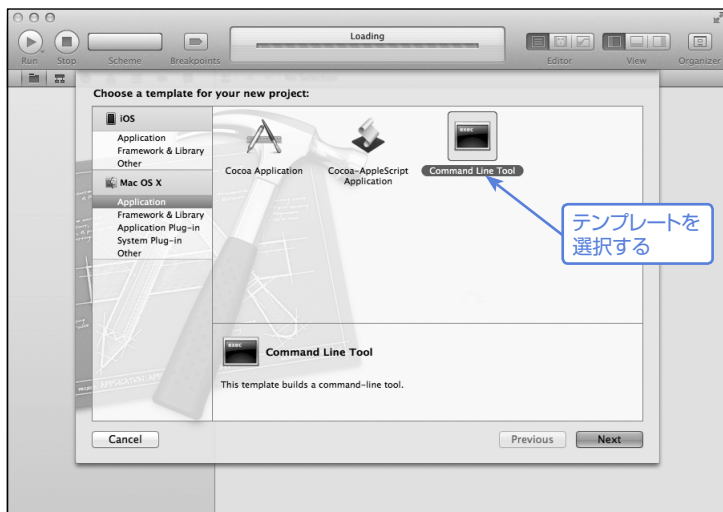 Loading
Run Stop Scheme Breakpoints Editor View Organizer
Choose a template for your new project:
iOS
Application
Framework & Library
Other
Mac OS X
Application
Framework & Library
Application Plug-in
System Plug-in
Other
Cocoa Application
Cocoa-AppleScript
Application
exec
Command Line Tool
テンプレートを
選択する
exec
Command Line Tool
This template builds a command-line tool.
Cancel Previous Next